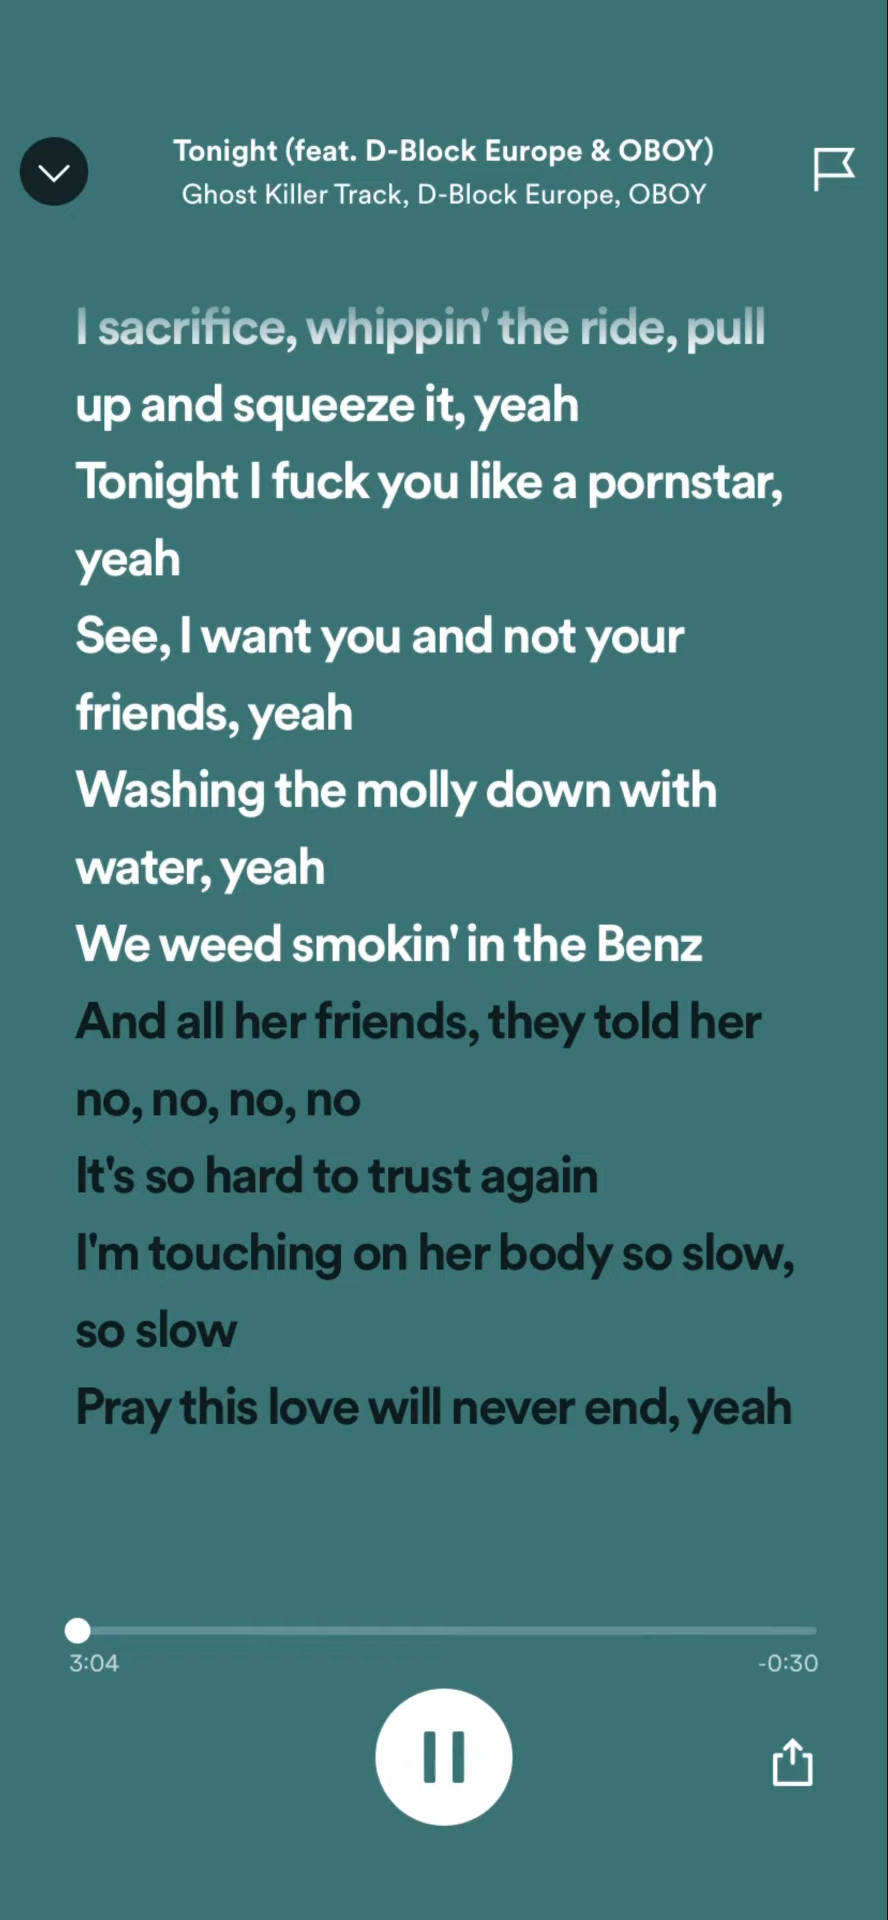 Tonight (feat. D-Block Europe & OBOY)
Ghost Killer Track, D-Block Europe, OBOY
I sacrifice, whippin' the ride, pull
up and squeeze it, yeah
Tonight I fuck you like a pornstar,
yeah
See, I want you and not your
friends, yeah
Washing the molly down with
water, yeah
We weed smokin' in the Benz
And all her friends, they told her
no, no, no, no
It's so hard to trust again
I'm touching on her body so slow,
so slow
Pray this love will never end, yeah
3:04
-0:30